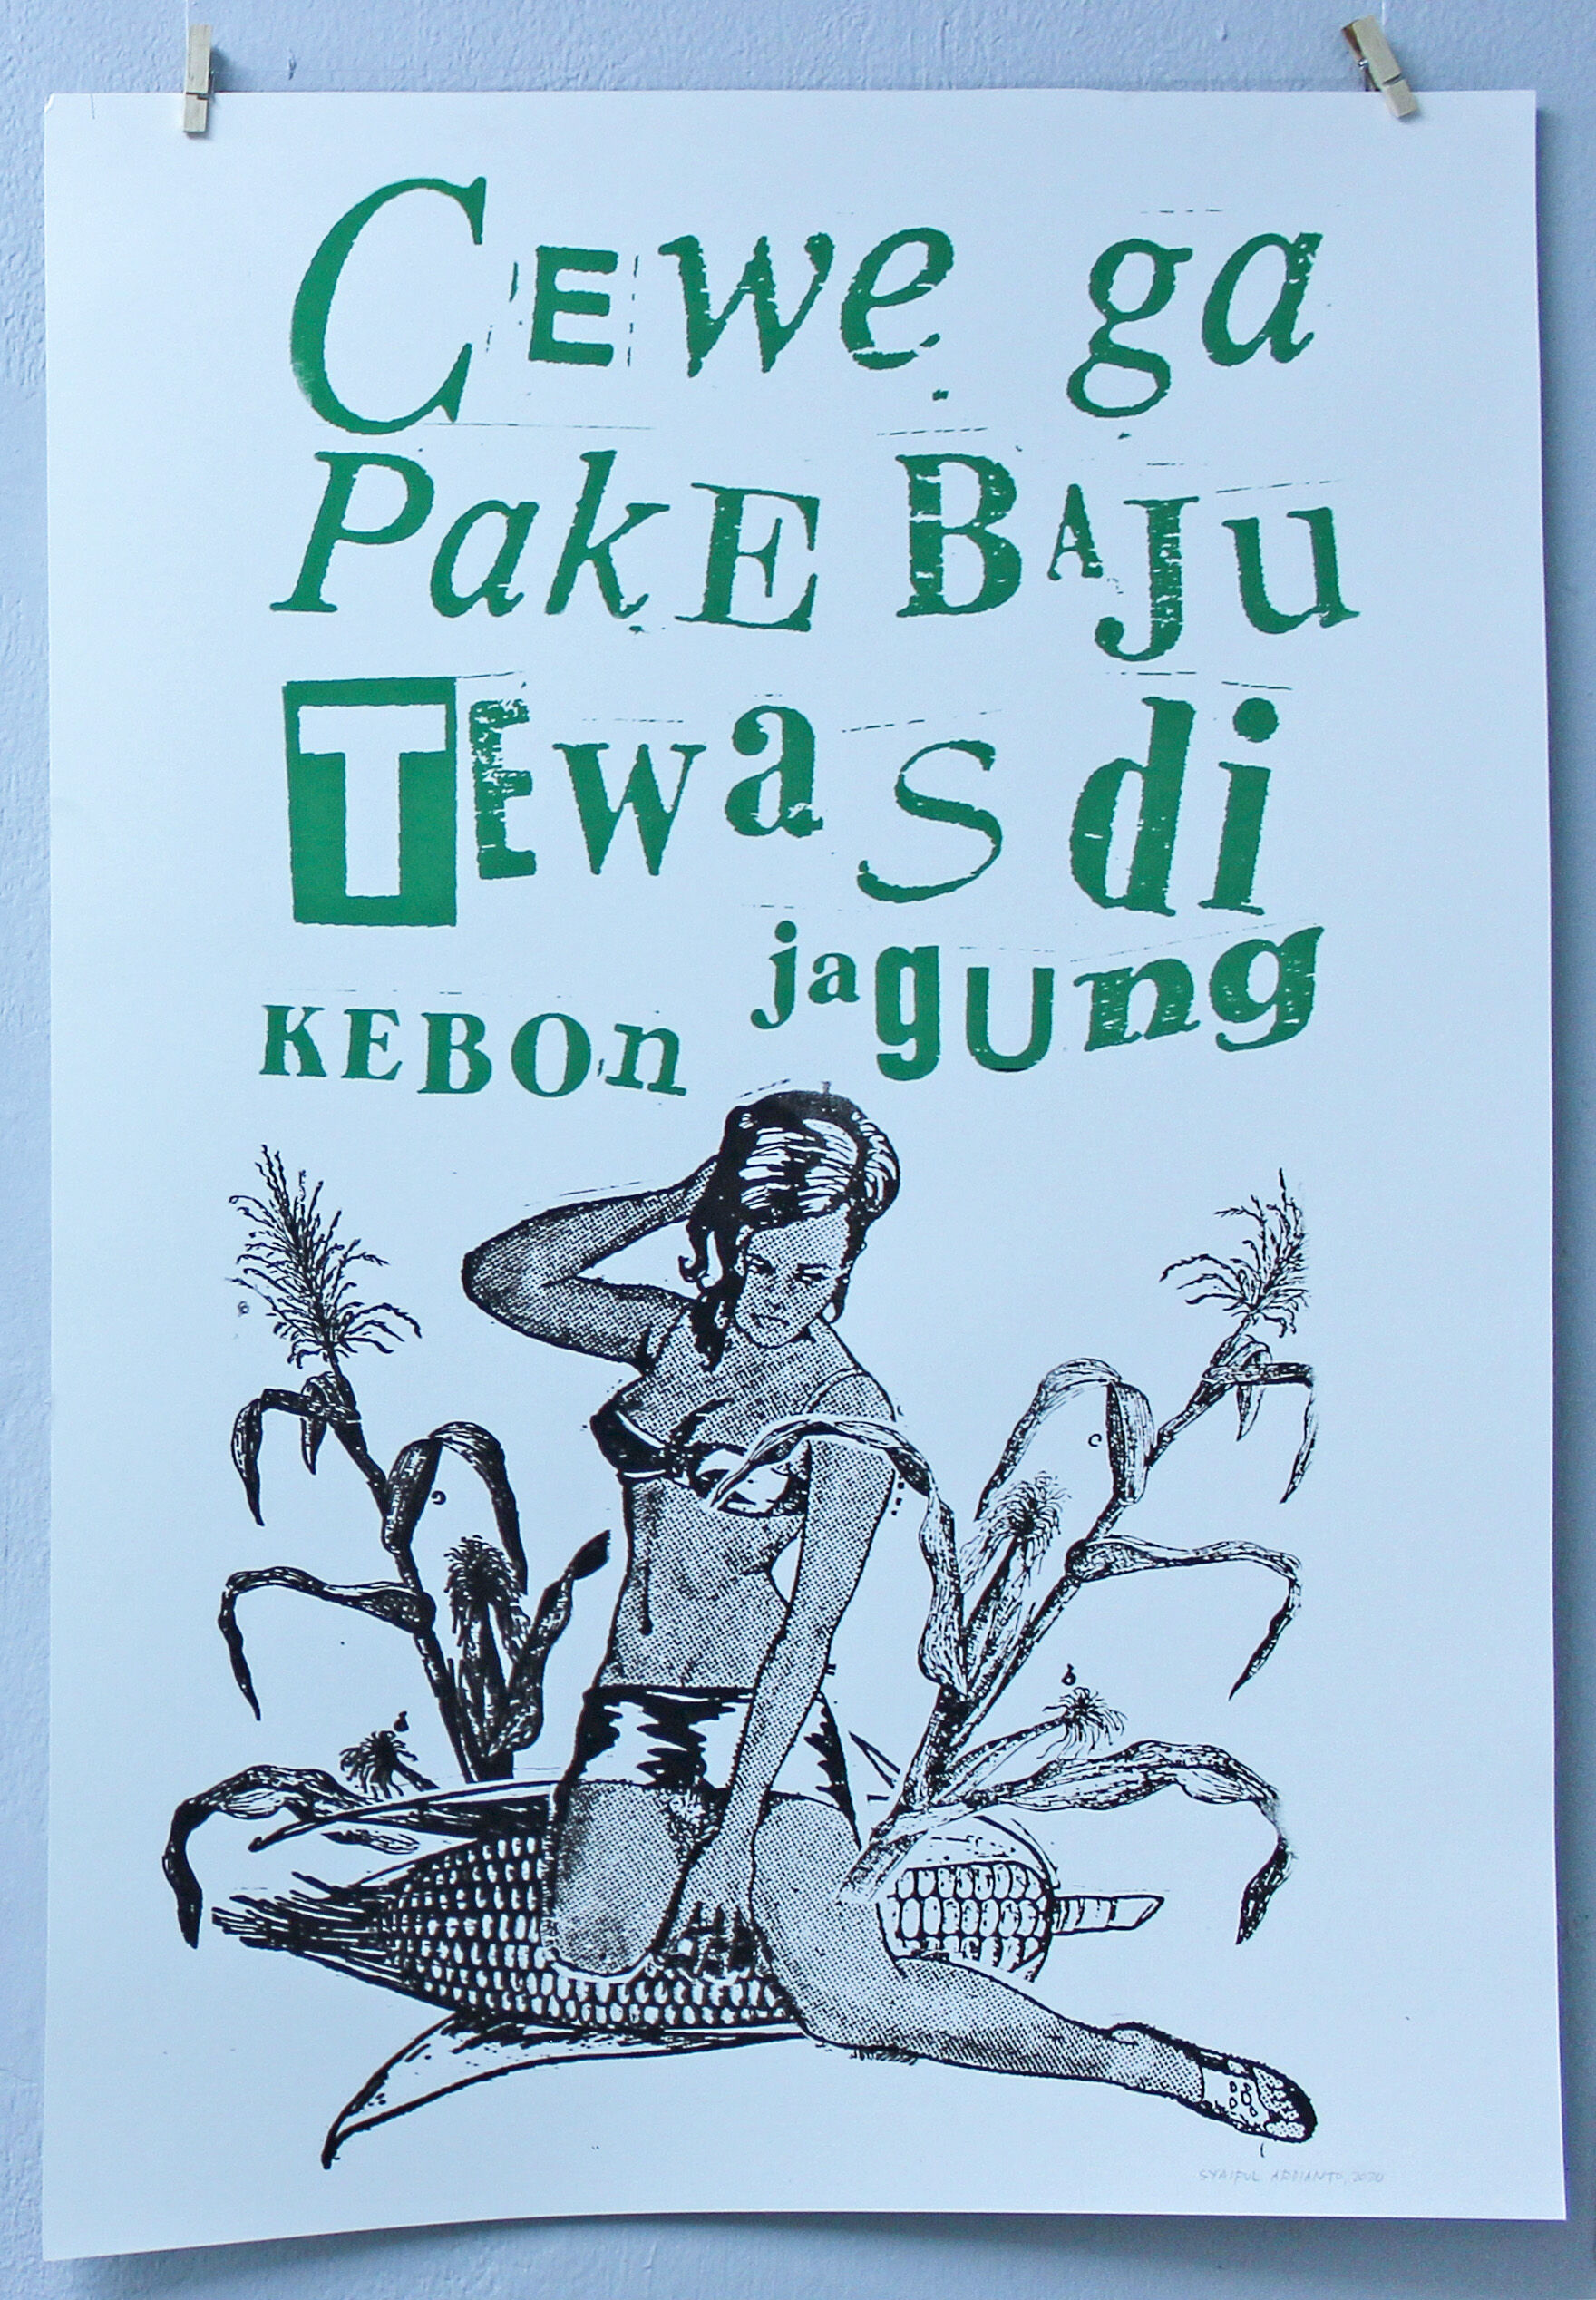 Cewe ga
PakE BAJu
TEwas di
KEBOn jagung
SYAIFUL ARDIANTO, 2020